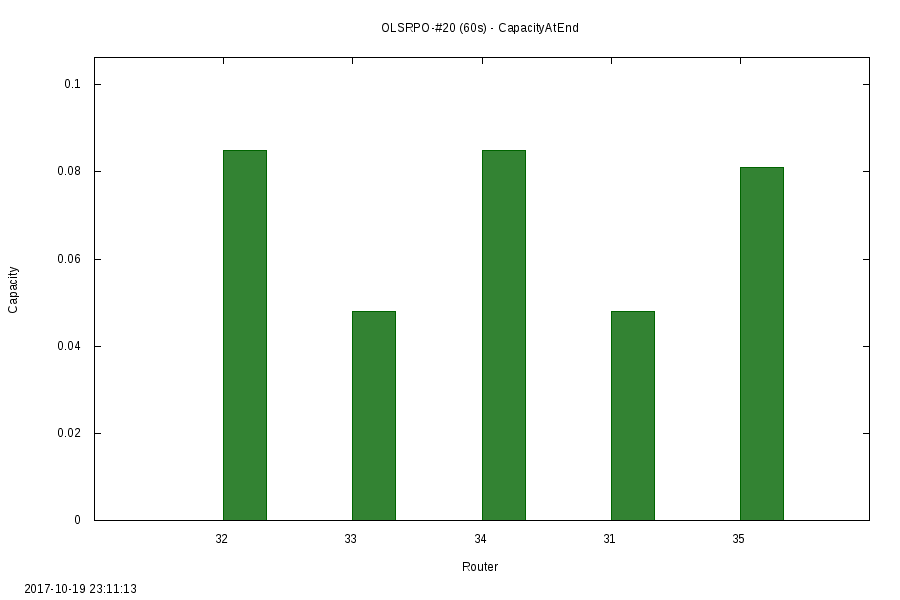 OLSRPO-#20 (60s) - CapacityAtEnd
0.1
0.08
0.06
0.04
0.02
0
Capacity
32 33 34 31 35
Router
2017-10-19 23:11:13